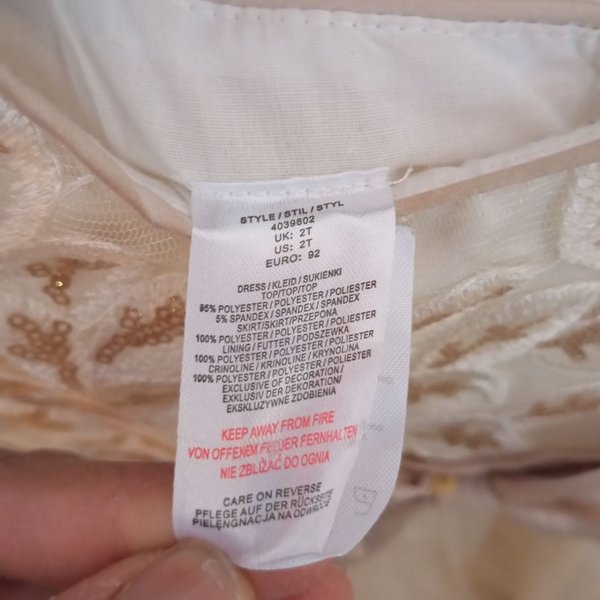 STYLE / STIL / STYL
4039802
UK: 2T
US: 2T
EURO: 92
DRESS / KLEID / SUKIENKI
TOP/TOP/TOP
95% POLYESTER / POLYESTER / POLIESTER
5% SPANDEX / SPANDEX / SPANDEX
SKIRT/SKIRT/PRZEPONA
100% POLYESTER / POLYESTER / POLIESTER
LINING / FUTTER / PODSZEWKA
100% POLYESTER / POLYESTER / POLIESTER
CRINOLINE / KRINOLINE / KRYNOLINA
100% POLYESTER / POLYESTER / POLIESTER
EXCLUSIVE OF DECORATION/
EXKLUSIV DER DEKORATION/
EKSKLUZYWNE ZDOBIENIA
KEEP AWAY FROM FIRE
VON OFFENEM FEUER FERNHALTEN
NIE ZBLIŻAĆ DO OGNIA
CARE ON REVERSE
PFLEGE AUF DER RÜCKSEITE
PIELĘGNACJA NA ODWROCIE